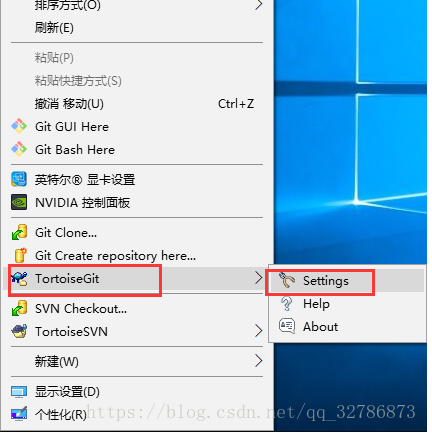 排序方式(O)
刷新(E)
粘贴(P)
粘贴快捷方式(S)
撤消 移动(U) Ctrl+Z
Git GUI Here
Git Bash Here
英特尔® 显卡设置
NVIDIA 控制面板
Git Clone...
Git Create repository here...
TortoiseGit
Settings
Help
About
SVN Checkout...
TortoiseSVN
新建(W)
显示设置(D)
个性化(R)
https://blog.csdn.net/qq_32786873